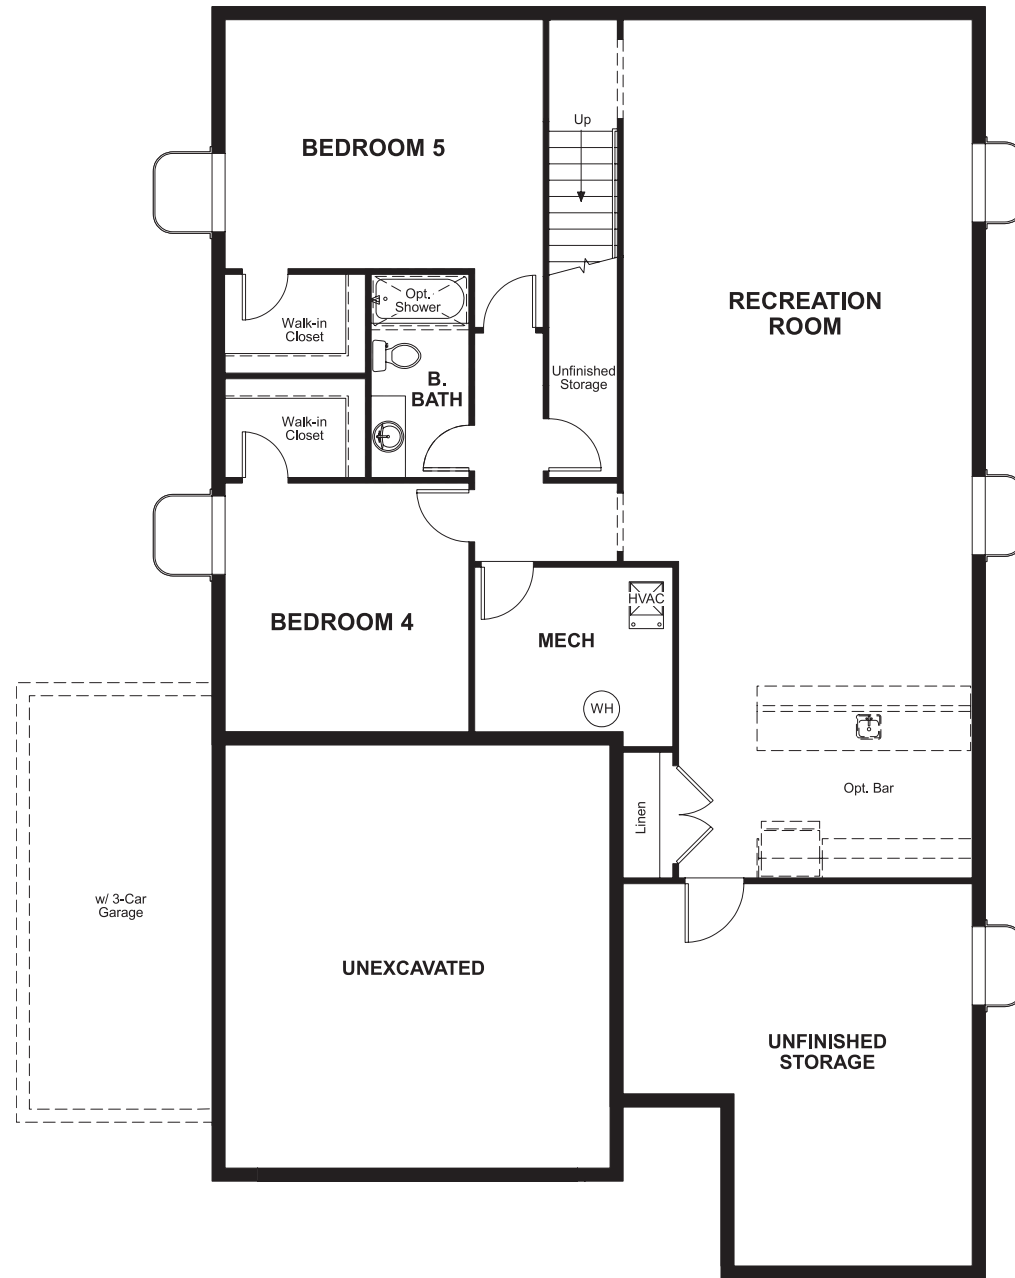 Up
BEDROOM 5
RECREATION
ROOM
Opt.
Shower
Walk-in
Closet
Unfinished
Storage
B.
BATH
Walk-in
Closet
HVAC
BEDROOM 4
MECH
WH
Opt. Bar
Linen
w/ 3-Car
Garage
UNEXCAVATED
UNFINISHED
STORAGE